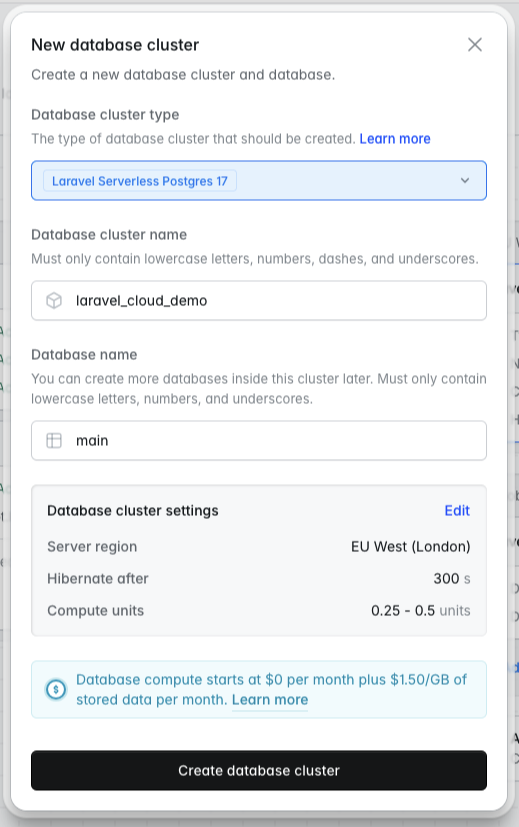 New database cluster
Create a new database cluster and database.
Database cluster type
The type of database cluster that should be created. Learn more
Laravel Serverless Postgres 17
Database cluster name
Must only contain lowercase letters, numbers, dashes, and underscores.
laravel_cloud_demo
Database name
You can create more databases inside this cluster later. Must only contain
lowercase letters, numbers, and underscores.
main
Database cluster settings Edit
Server region EU West (London)
Hibernate after 300 s
Compute units 0.25 - 0.5 units
$ Database compute starts at $0 per month plus $1.50/GB of
stored data per month. Learn more
Create database cluster